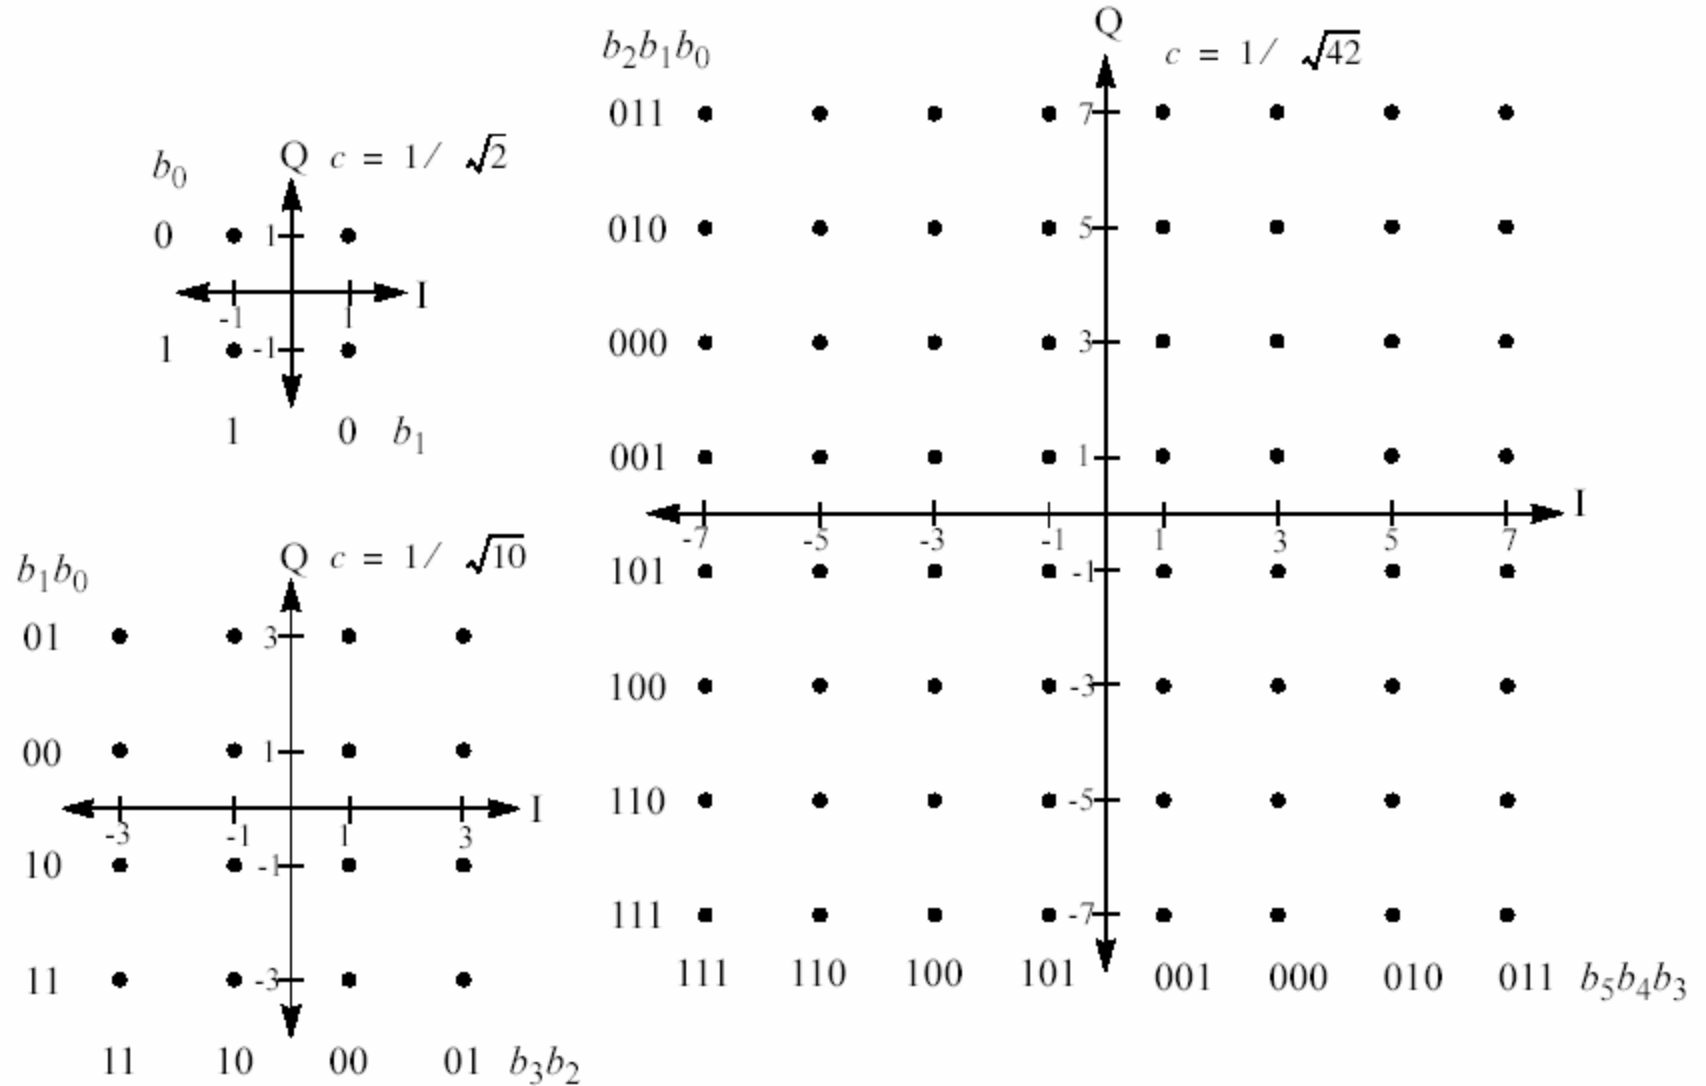 b₀
Q c = 1/ √2
0
1
I
-1 1
1 -1
1 0 b₁
b₁b₀
Q c = 1/ √10
01 3
00 1
I
-3 -1 1 3
10 -1
11 -3
11 10 00 01 b₃b₂
Q
b₂b₁b₀ c = 1/ √42
011 7
010 5
000 3
001 1
I
-7 -5 -3 -1 1 3 5 7
101 -1
100 -3
110 -5
111 -7
111 110 100 101 001 000 010 011 b₅b₄b₃